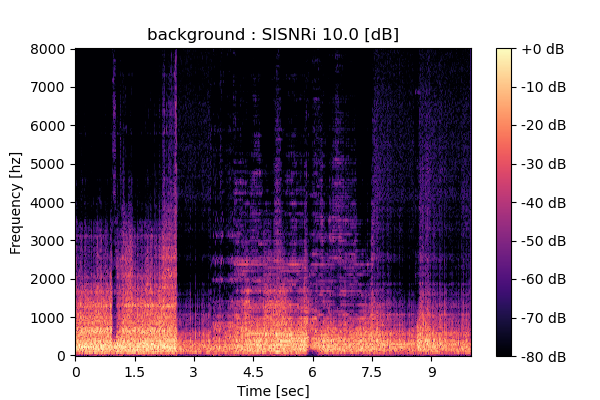 background : SISNRi 10.0 [dB]
8000
7000
6000
5000
4000
3000
2000
1000
0
Frequency [hz]
0 1.5 3 4.5 6 7.5 9
Time [sec]
+0 dB
-10 dB
-20 dB
-30 dB
-40 dB
-50 dB
-60 dB
-70 dB
-80 dB